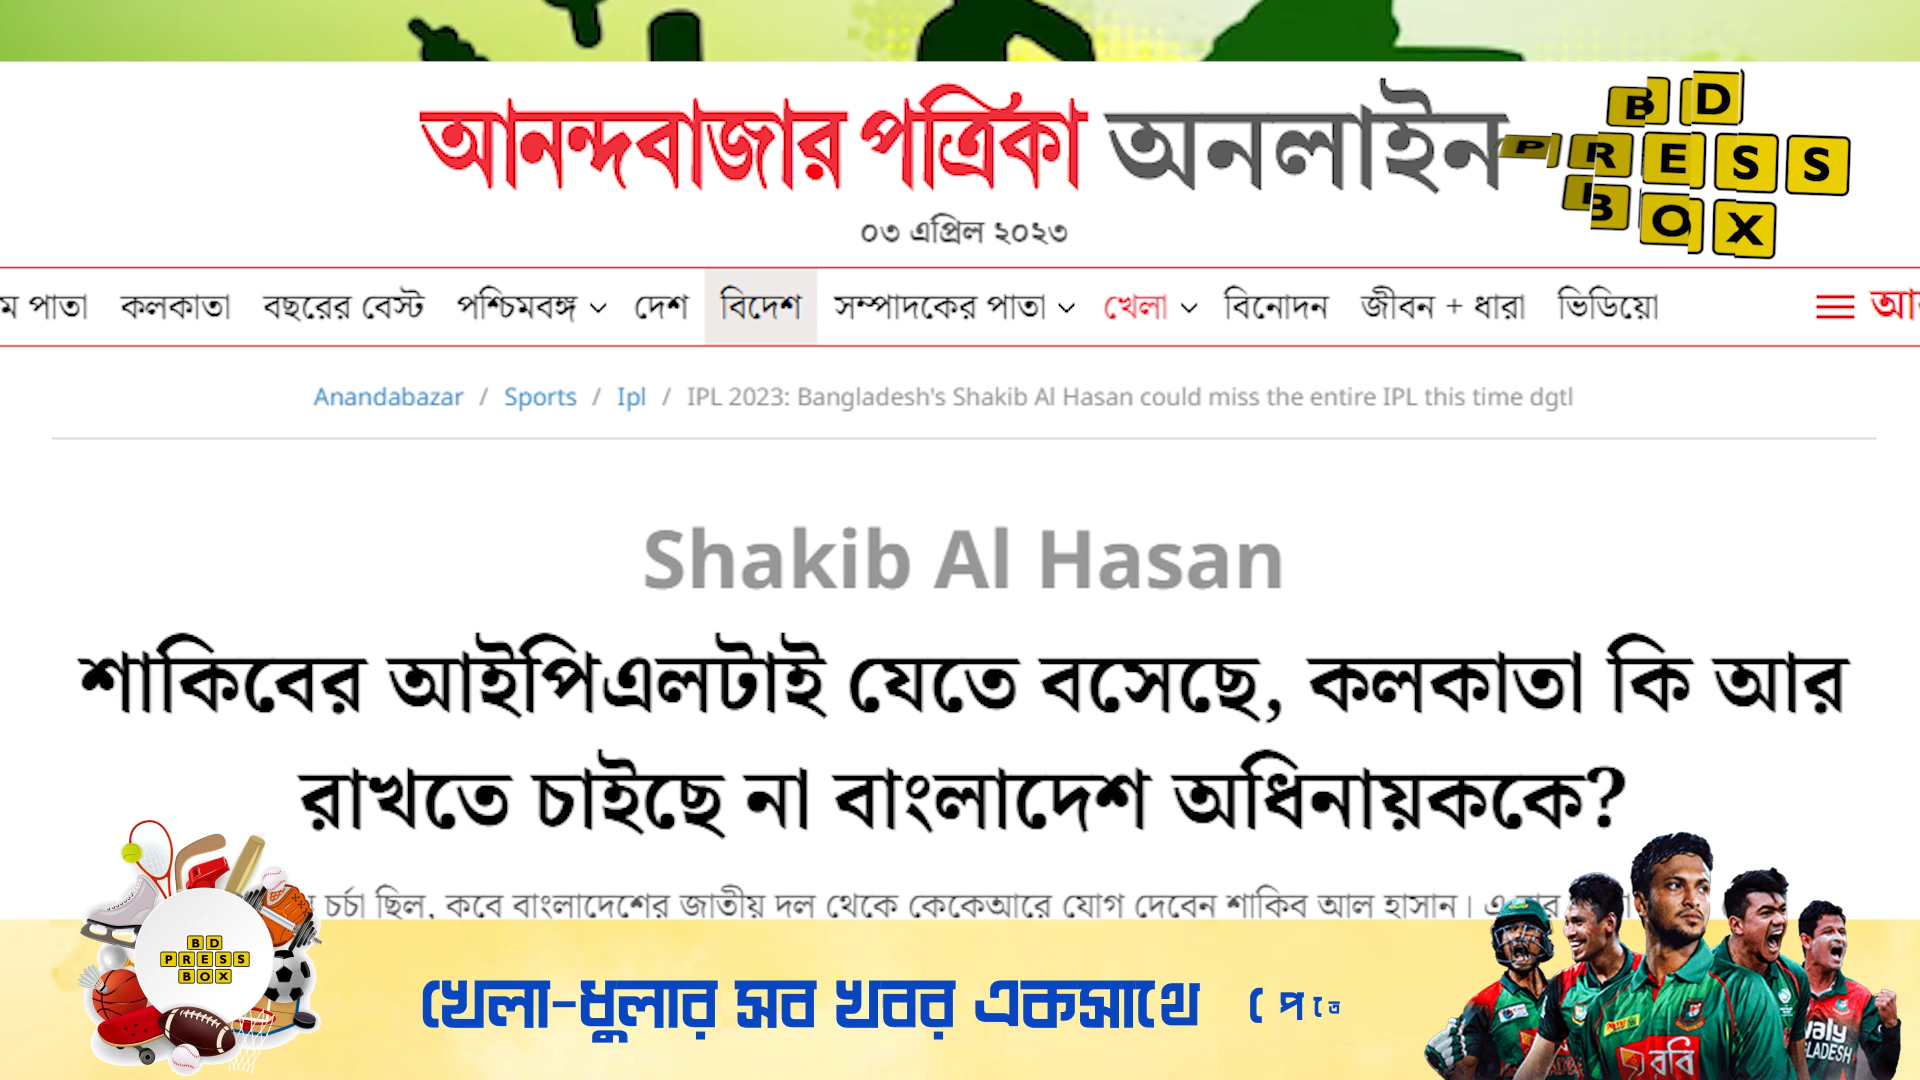 আনন্দবাজার পত্রিকা অনলাইন
BD
PRESS
BOX
০৩ এপ্রিল ২০২৩
ম পাতা কলকাতা বছরের বেস্ট পশ্চিমবঙ্গ দেশ বিদেশ সম্পাদকের পাতা খেলা বিনোদন জীবন + ধারা ভিডিয়ো
Anandabazar / Sports / Ipl / IPL 2023: Bangladesh's Shakib Al Hasan could miss the entire IPL this time dgtl
Shakib Al Hasan
শাকিবের আইপিএলটাই যেতে বসেছে, কলকাতা কি আর
রাখতে চাইছে না বাংলাদেশ অধিনায়ককে?
চর্চা ছিল, কবে বাংলাদেশের জাতীয় দল থেকে কেকেআরে যোগ দেবেন শাকিব আল হাসান।
BD
PRESS
BOX
খেলা-ধুলার সব খবর একসাথে পেতে
রবি